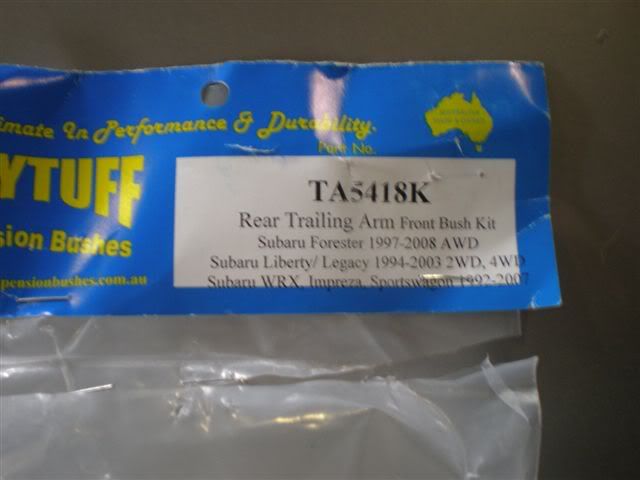 imate In Performance & Durability.
Part No.
YTUFF
sion Bushes
pensionbushes.com.au
TA5418K
Rear Trailing Arm Front Bush Kit
Subaru Forester 1997-2008 AWD
Subaru Liberty/ Legacy 1994-2003 2WD, 4WD
Subaru WRX, Impreza, Sportswagon 1992-2007